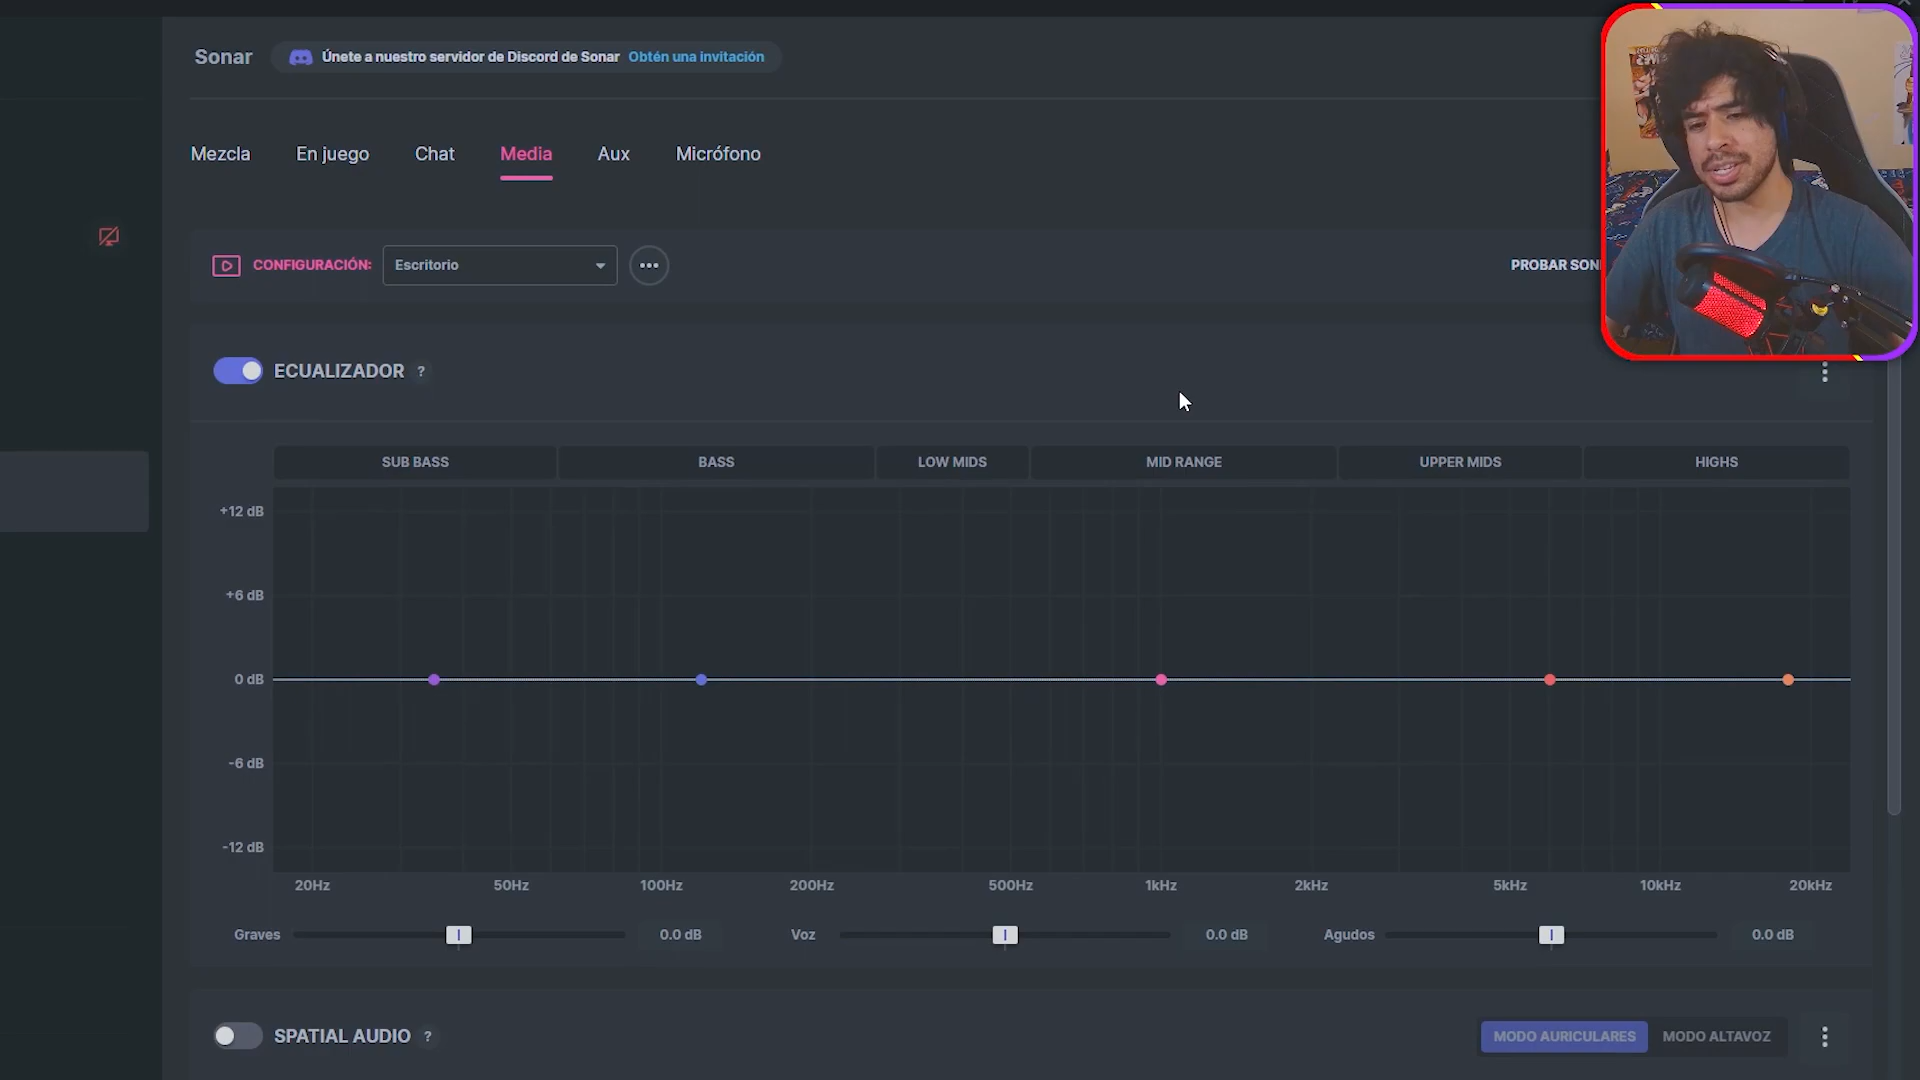 Sonar
Únete a nuestro servidor de Discord de Sonar Obtén una invitación
Mezcla En juego Chat Media Aux Micrófono
CONFIGURACIÓN: Escritorio
PROBAR
ECUALIZADOR ?
SUB BASS BASS LOW MIDS MID RANGE UPPER MIDS HIGHS
+12 dB
+6 dB
0 dB
-6 dB
-12 dB
20Hz 50Hz 100Hz 200Hz 500Hz 1kHz 2kHz 5kHz 10kHz 20kHz
Graves 0.0 dB Voz 0.0 dB Agudos 0.0 dB
SPATIAL AUDIO ?
MODO AURICULARES MODO ALTAVOZ